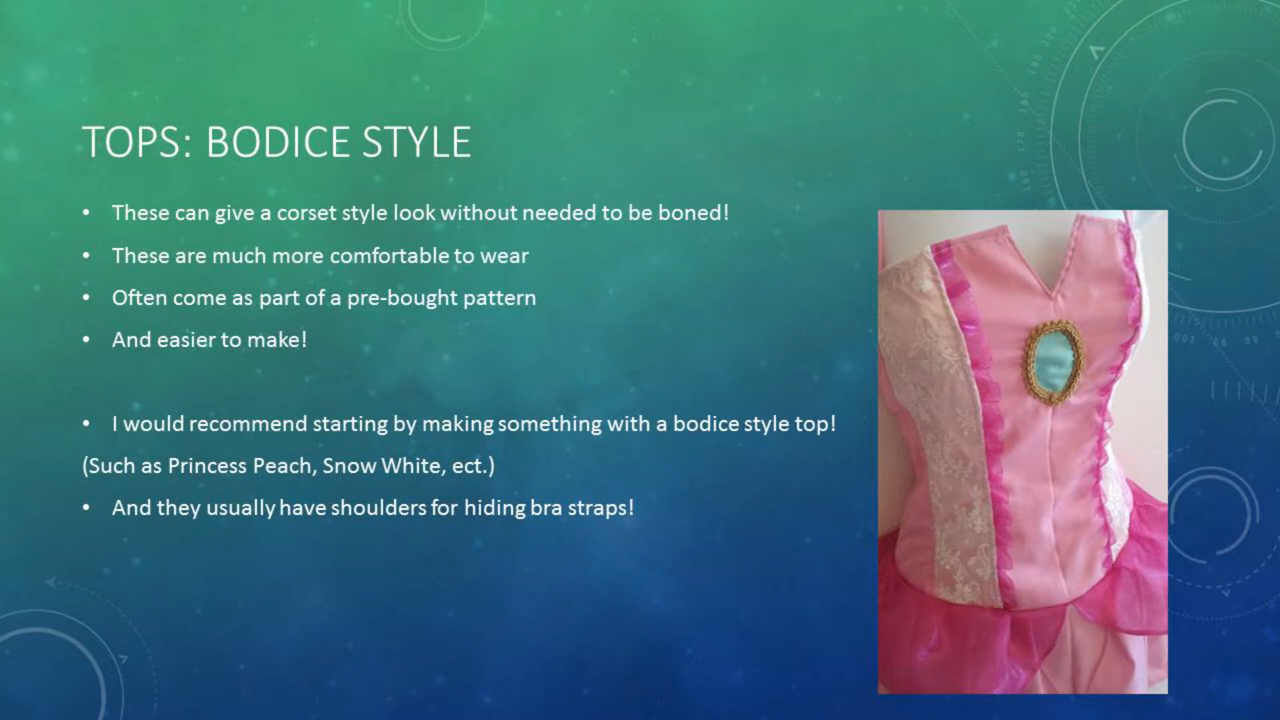 TOPS: BODICE STYLE
• These can give a corset style look without needed to be boned!
• These are much more comfortable to wear
• Often come as part of a pre-bought pattern
• And easier to make!
• I would recommend starting by making something with a bodice style top!
(Such as Princess Peach, Snow White, ect.)
• And they usually have shoulders for hiding bra straps!